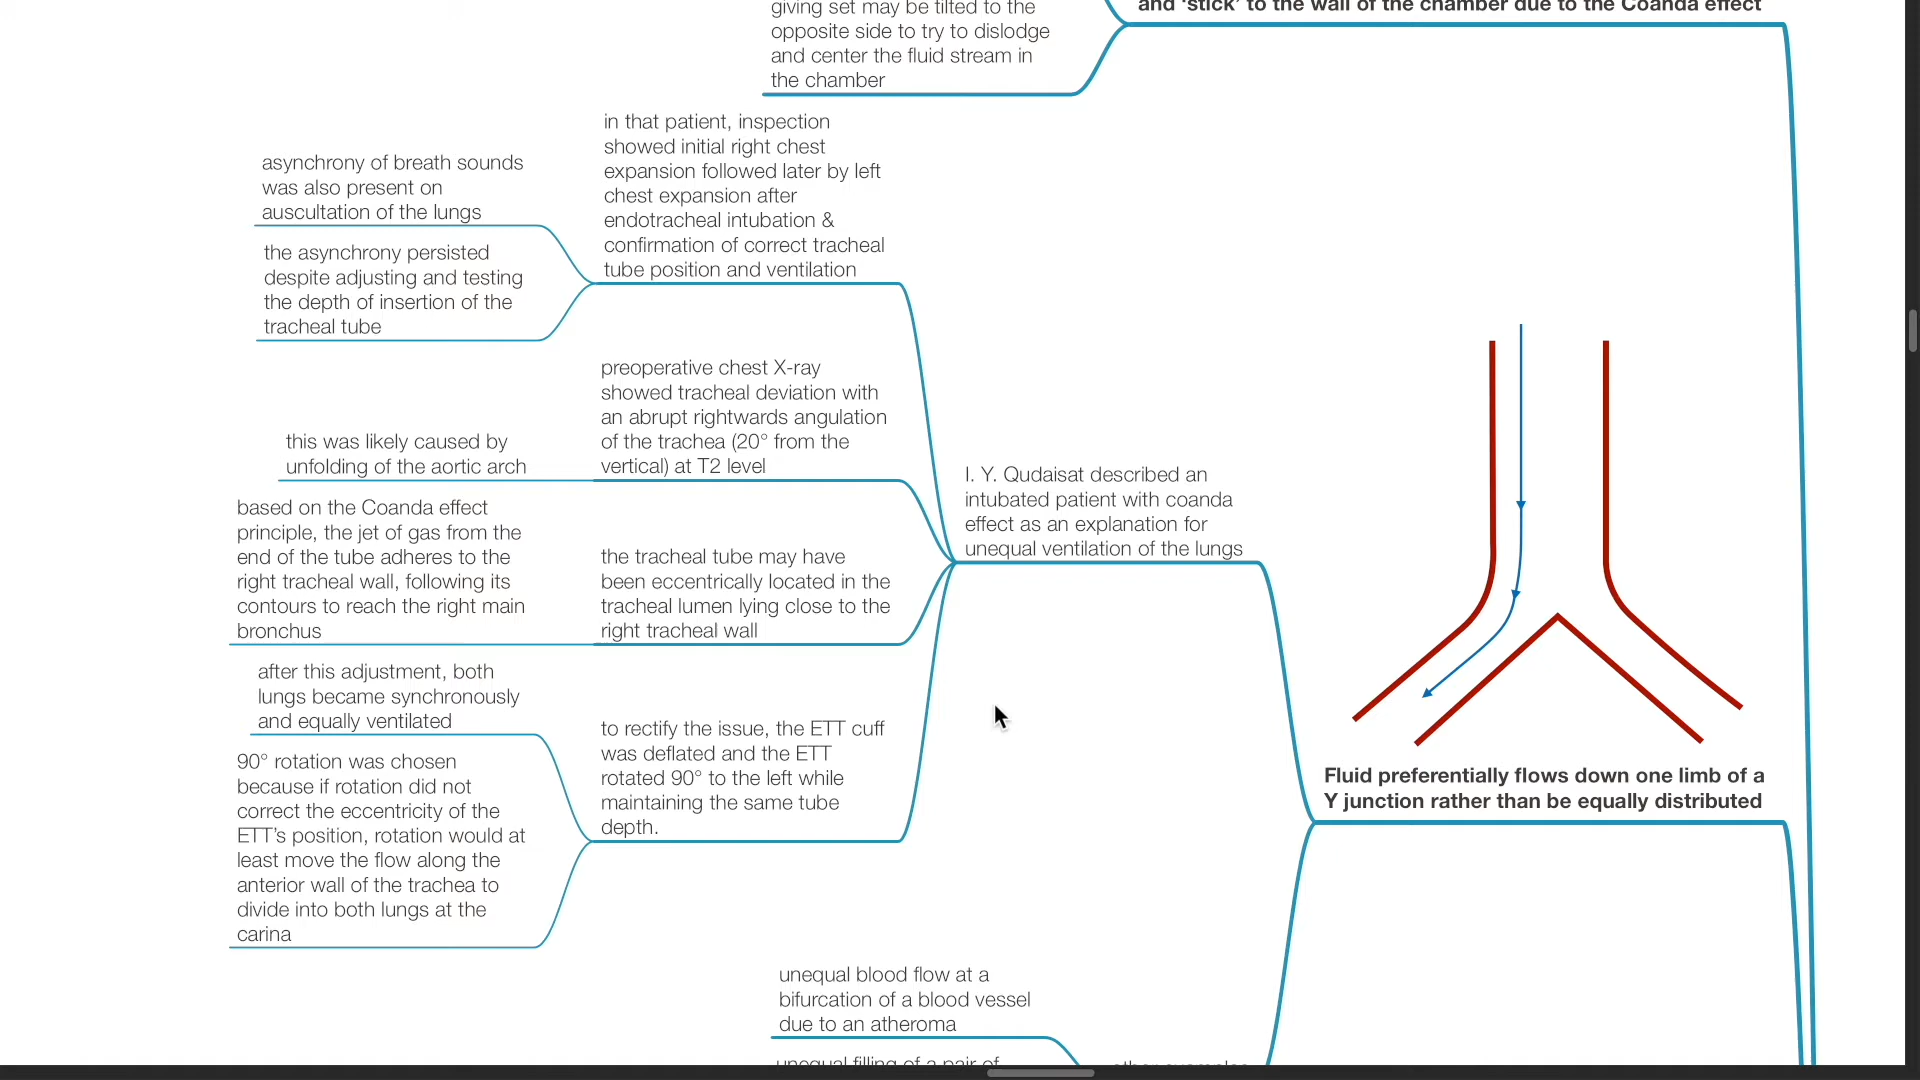 giving set may be tilted to the
opposite side to try to dislodge
and center the fluid stream in
the chamber
and ‘stick’ to the wall of the chamber due to the Coanda effect
in that patient, inspection
showed initial right chest
expansion followed later by left
chest expansion after
endotracheal intubation &
confirmation of correct tracheal
tube position and ventilation
asynchrony of breath sounds
was also present on
auscultation of the lungs
the asynchrony persisted
despite adjusting and testing
the depth of insertion of the
tracheal tube
preoperative chest X-ray
showed tracheal deviation with
an abrupt rightwards angulation
of the trachea (20° from the
vertical) at T2 level
this was likely caused by
unfolding of the aortic arch
I. Y. Qudaisat described an
intubated patient with coanda
effect as an explanation for
unequal ventilation of the lungs
based on the Coanda effect
principle, the jet of gas from the
end of the tube adheres to the
right tracheal wall, following its
contours to reach the right main
bronchus
the tracheal tube may have
been eccentrically located in the
tracheal lumen lying close to the
right tracheal wall
after this adjustment, both
lungs became synchronously
and equally ventilated
to rectify the issue, the ETT cuff
was deflated and the ETT
rotated 90° to the left while
maintaining the same tube
depth.
90° rotation was chosen
because if rotation did not
correct the eccentricity of the
ETT’s position, rotation would at
least move the flow along the
anterior wall of the trachea to
divide into both lungs at the
carina
Fluid preferentially flows down one limb of a
Y junction rather than be equally distributed
unequal blood flow at a
bifurcation of a blood vessel
due to an atheroma
unequal filling of a pair of
other examples